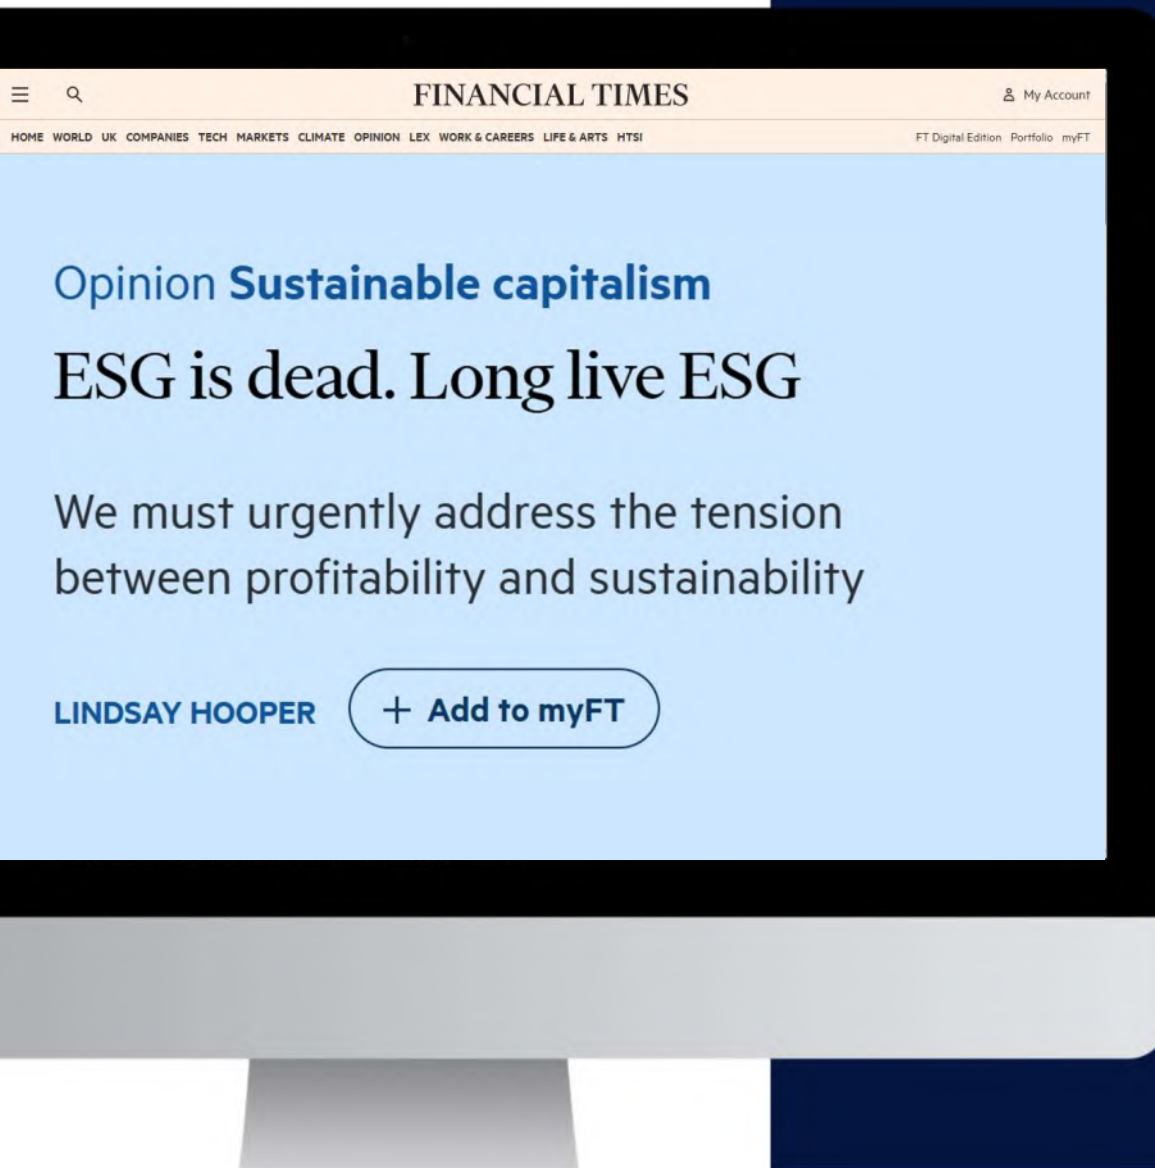 FINANCIAL TIMES
My Account
HOME WORLD UK COMPANIES TECH MARKETS CLIMATE OPINION LEX WORK & CAREERS LIFE & ARTS HTSI
FT Digital Edition Portfolio myFT
Opinion Sustainable capitalism
ESG is dead. Long live ESG
We must urgently address the tension
between profitability and sustainability
LINDSAY HOOPER
+ Add to myFT